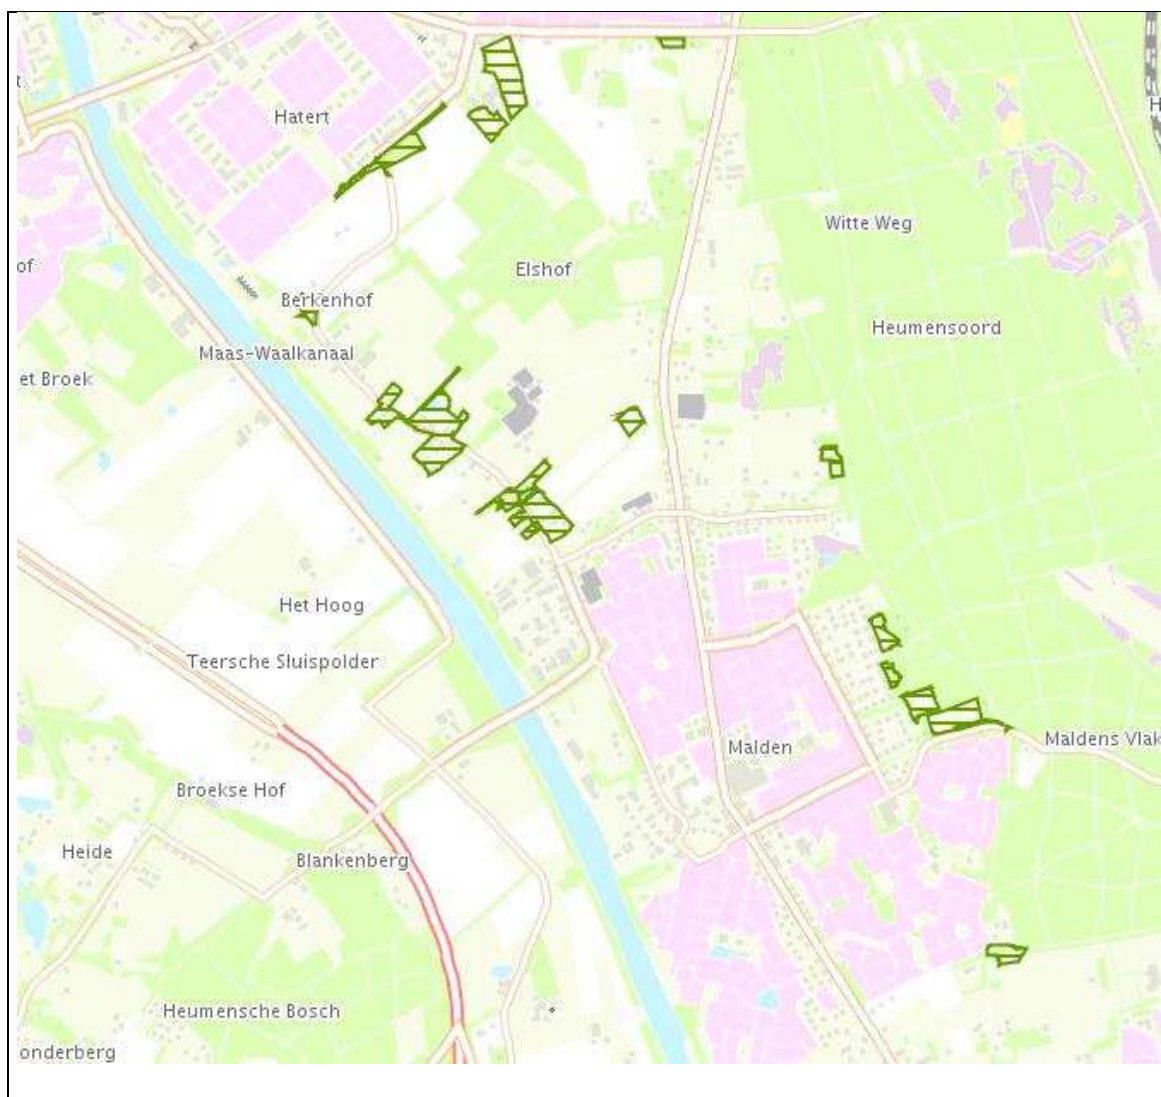 t.
H
Hatert
Witte Weg
of
Elshof
Berkenhof
Heumensoord
Maas-Waalkanaal
et Broek
Het Hoog
Teersche Sluispolder
Maldens Vlak
Malden
Broekse Hof
Heide
Blankenberg
Heumensche Bosch
onderberg